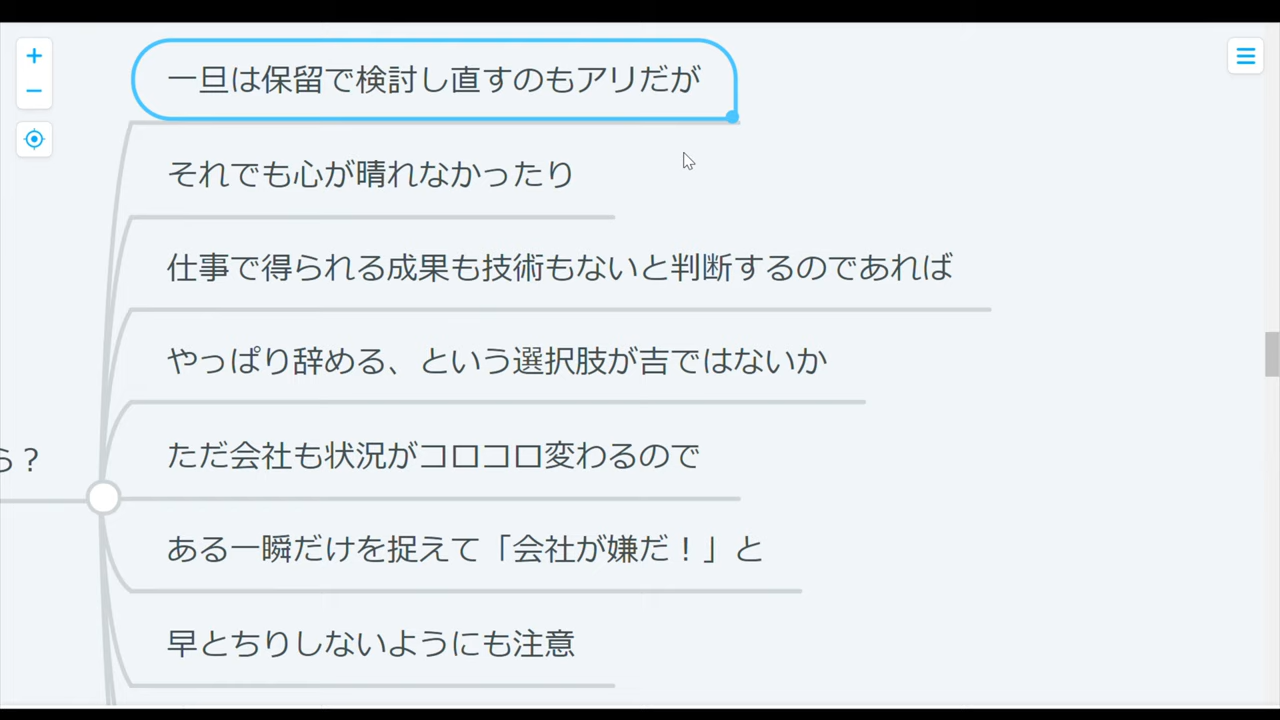 一旦は保留で検討し直すのもアリだが
それでも心が晴れなかったり
仕事で得られる成果も技術もないと判断するのであれば
やっぱり辞める、という選択肢が吉ではないか
ら？
ただ会社も状況がコロコロ変わるので
ある一瞬だけを捉えて「会社が嫌だ！」と
早とちりしないようにも注意